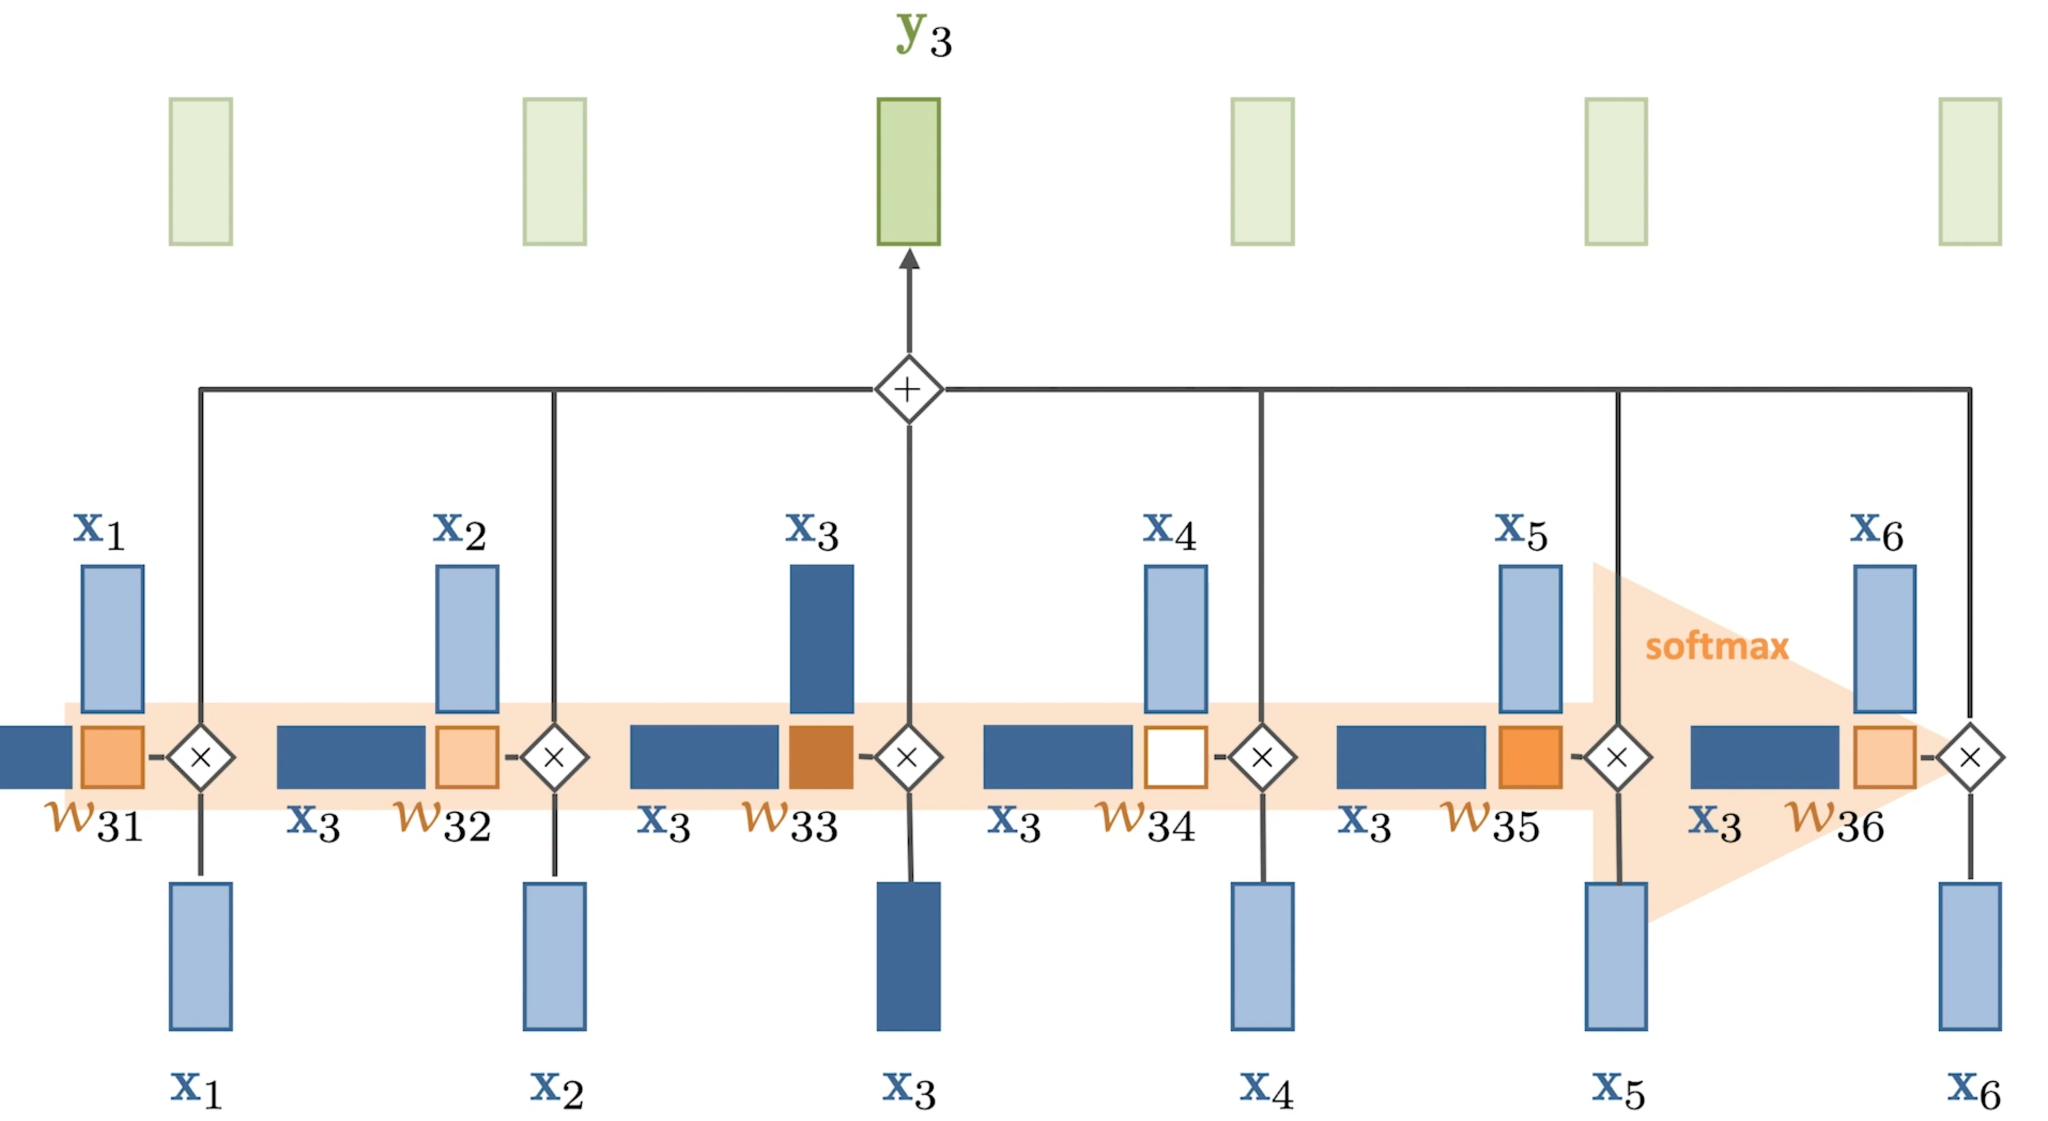 y₃
+
x₁ x₂ x₃ x₄ x₅ x₆
softmax
× × × × × ×
w₃₁ x₃ w₃₂ x₃ w₃₃ x₃ w₃₄ x₃ w₃₅ x₃ w₃₆
x₁ x₂ x₃ x₄ x₅ x₆